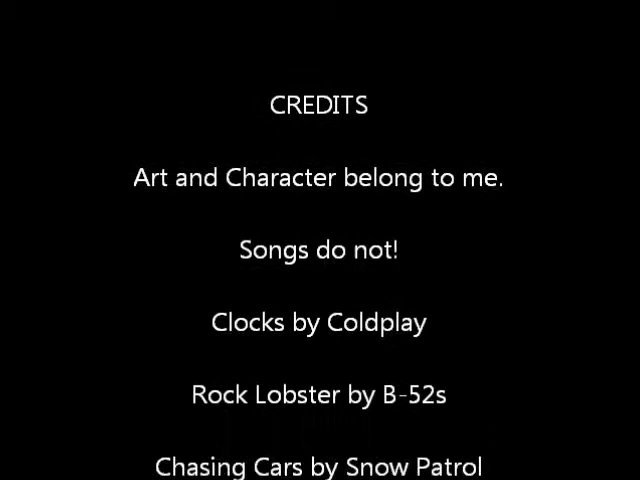 CREDITS
Art and Character belong to me.
Songs do not!
Clocks by Coldplay
Rock Lobster by B-52s
Chasing Cars by Snow Patrol